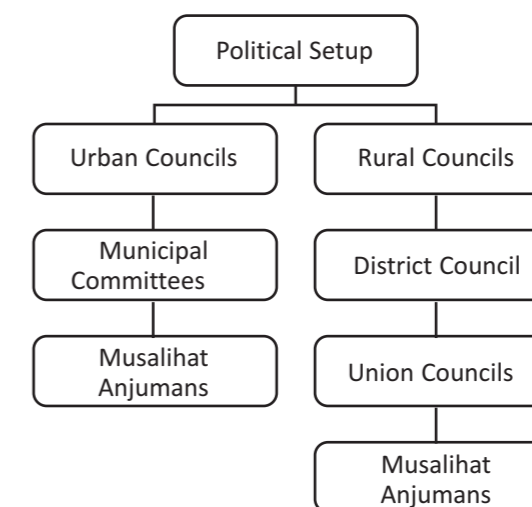 Political Setup
Urban Councils
Rural Councils
Municipal
Committees
District Council
Musalihat
Anjumans
Union Councils
Musalihat
Anjumans